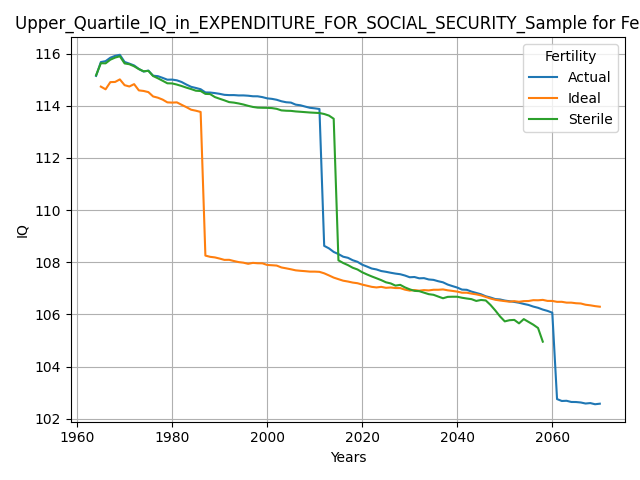 Upper_Quartile_IQ_in_EXPENDITURE_FOR_SOCIAL_SECURITY_Sample for Fe
116
114
112
110
108
106
104
102
IQ
Fertility
Actual
Ideal
Sterile
1960
1980
2000
2020
2040
2060
Years